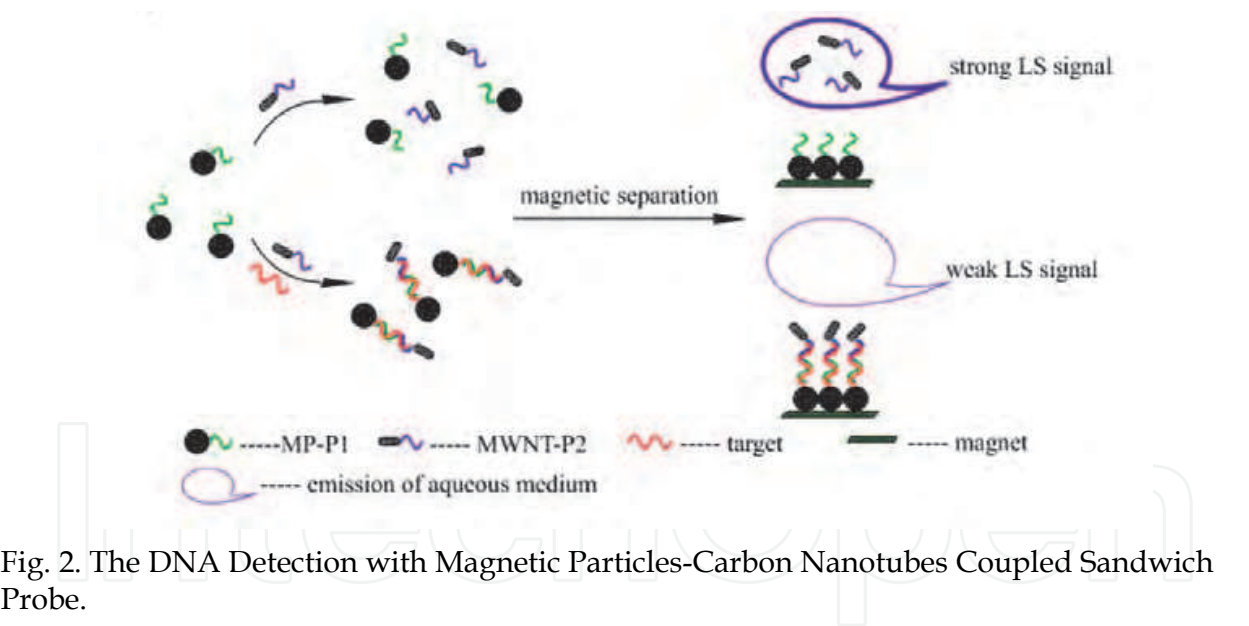 strong LS signal
magnetic separation
weak LS signal
-----MP-P1 ----- MWNT-P2 ----- target ----- magnet
----- emission of aqueous medium
IntechOpen
Fig. 2. The DNA Detection with Magnetic Particles-Carbon Nanotubes Coupled Sandwich
Probe.